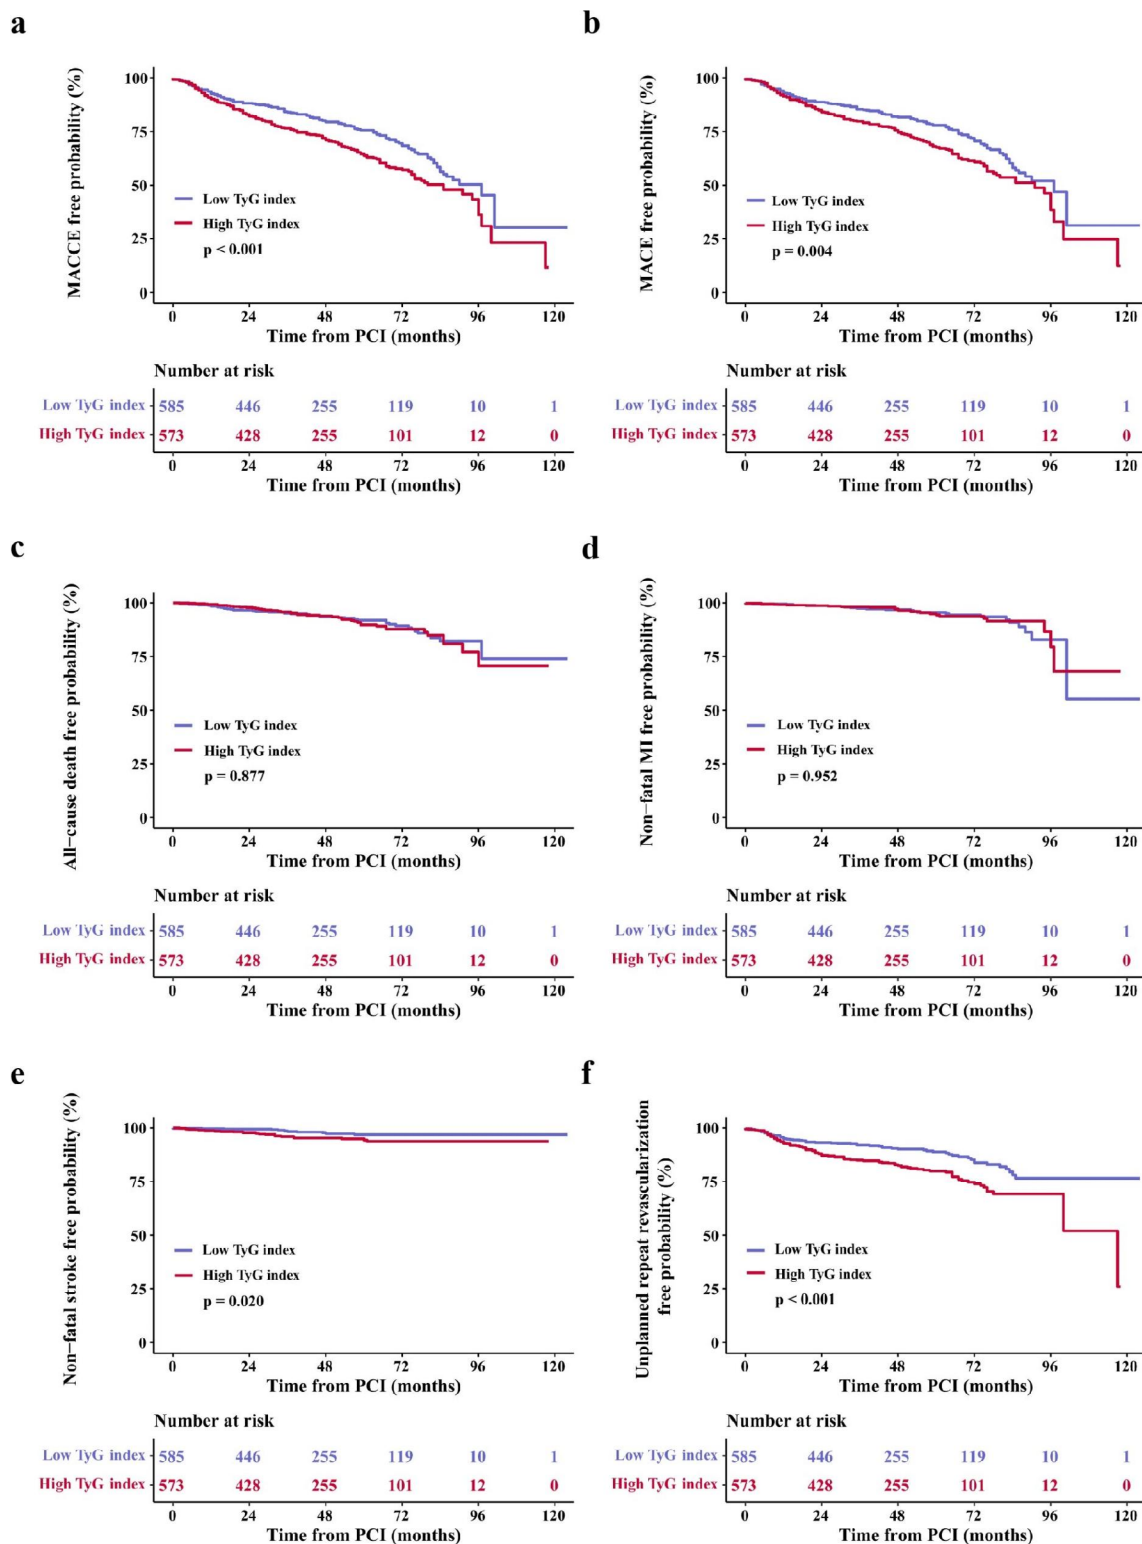 a
MACCE free probability (%)
100
75
50
25
0
Low TyG index
High TyG index
p < 0.001
0 24 48 72 96 120
Time from PCI (months)
Number at risk
Low TyG index 585 446 255 119 10 1
High TyG index 573 428 255 101 12 0
0 24 48 72 96 120
Time from PCI (months)
b
MACE free probability (%)
100
75
50
25
0
Low TyG index
High TyG index
p = 0.004
0 24 48 72 96 120
Time from PCI (months)
Number at risk
Low TyG index 585 446 255 119 10 1
High TyG index 573 428 255 101 12 0
0 24 48 72 96 120
Time from PCI (months)
c
All-cause death free probability (%)
100
75
50
25
0
Low TyG index
High TyG index
p = 0.877
0 24 48 72 96 120
Time from PCI (months)
Number at risk
Low TyG index 585 446 255 119 10 1
High TyG index 573 428 255 101 12 0
0 24 48 72 96 120
Time from PCI (months)
d
Non-fatal MI free probability (%)
100
75
50
25
0
Low TyG index
High TyG index
p = 0.952
0 24 48 72 96 120
Time from PCI (months)
Number at risk
Low TyG index 585 446 255 119 10 1
High TyG index 573 428 255 101 12 0
0 24 48 72 96 120
Time from PCI (months)
e
Non-fatal stroke free probability (%)
100
75
50
25
0
Low TyG index
High TyG index
p = 0.020
0 24 48 72 96 120
Time from PCI (months)
Number at risk
Low TyG index 585 446 255 119 10 1
High TyG index 573 428 255 101 12 0
0 24 48 72 96 120
Time from PCI (months)
f
Unplanned repeat revascularization
free probability (%)
100
75
50
25
0
Low TyG index
High TyG index
p < 0.001
0 24 48 72 96 120
Time from PCI (months)
Number at risk
Low TyG index 585 446 255 119 10 1
High TyG index 573 428 255 101 12 0
0 24 48 72 96 120
Time from PCI (months)